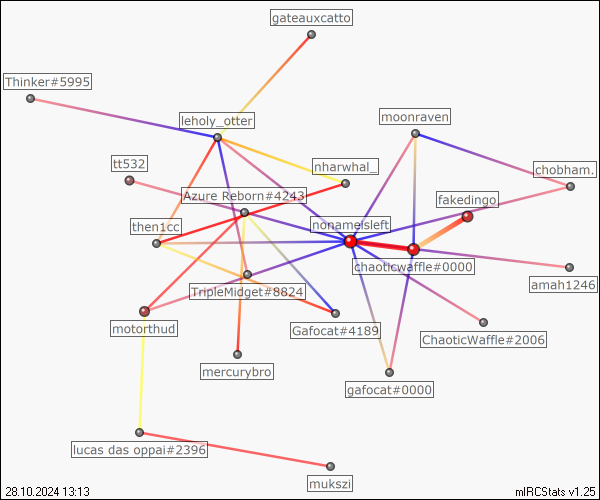 gateauxcatto
Thinker#5995
leholy_otter
moonraven
tt532
nharwhal_
chobham.
Azure Reborn#4243
fakedingo
then1cc
nonameisleft
chaoticwaffle#0000
amah1246
TripleMidget#8824
motorthud
Gafocat#4189
ChaoticWaffle#2006
mercurybro
gafocat#0000
lucas das oppai#2396
mukszi
28.10.2024 13:13
mIRCStats v1.25